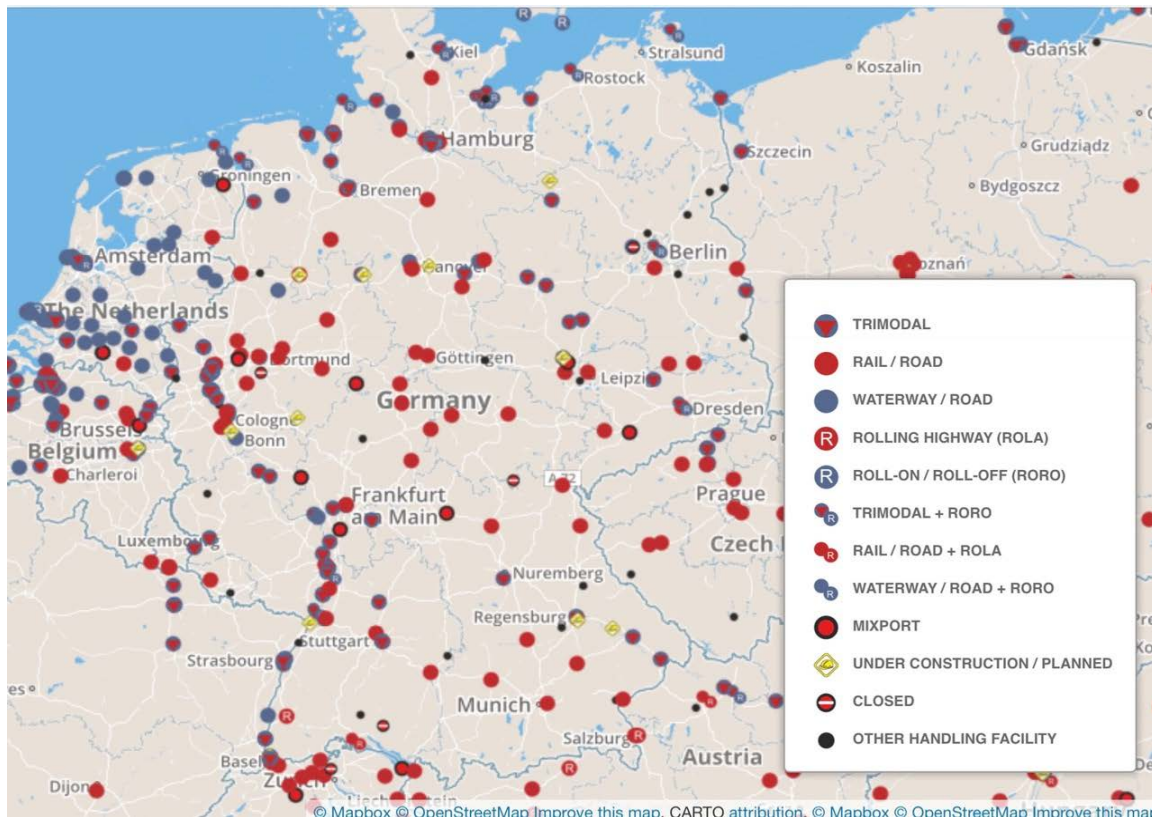 Kiel
Stralsund
Rostock
Koszalin
Gdańsk
Hamburg
Szczecin
Grudziądz
Groningen
Bremen
Bydgoszcz
Amsterdam
Berlin
The Netherlands
Dortmund
Göttingen
Leipzig
Germany
Cologne
Bonn
Dresden
Brussels
Belgium
Charleroi
A 72
Prague
Frankfurt
am Main
Luxembourg
Czech
Nuremberg
Regensburg
Stuttgart
Strasbourg
Munich
Salzburg
Austria
Basel
Dijon
Liechtenstein
TRIMODAL
RAIL / ROAD
WATERWAY / ROAD
R ROLLING HIGHWAY (ROLA)
R ROLL-ON / ROLL-OFF (RORO)
R TRIMODAL + RORO
R RAIL / ROAD + ROLA
R WATERWAY / ROAD + RORO
MIXPORT
UNDER CONSTRUCTION / PLANNED
CLOSED
OTHER HANDLING FACILITY
© Mapbox © OpenStreetMap Improve this map, CARTO attribution, © Mapbox © OpenStreetMap Improve this map